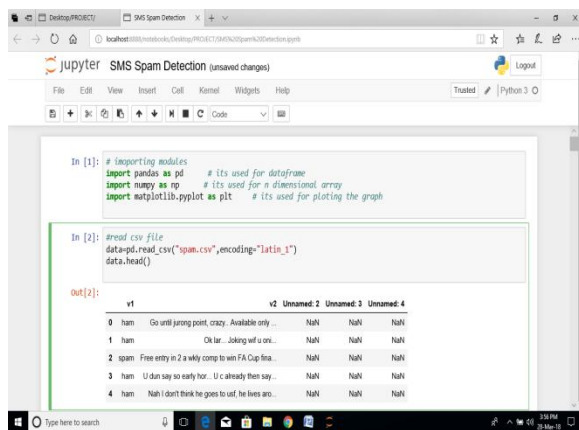 Desktop/PROJECT/ SMS Spam Detection
localhost:8888/notebooks/Desktop/PROJECT/SMS%20Spam%20Detection.ipynb
jupyter SMS Spam Detection (unsaved changes) Logout
File Edit View Insert Cell Kernel Widgets Help Trusted Python 3
Code
In [1]: # imoporting modules
import pandas as pd # its used for dataframe
import numpy as np # its used for n dimensional array
import matplotlib.pyplot as plt # its used for ploting the graph
In [2]: #read csv file
data=pd.read_csv("spam.csv",encoding="latin_1")
data.head()
Out[2]:
v1 v2 Unnamed: 2 Unnamed: 3 Unnamed: 4
0 ham Go until jurong point, crazy.. Available only ... NaN NaN NaN
1 ham Ok lar... Joking wif u oni... NaN NaN NaN
2 spam Free entry in 2 a wkly comp to win FA Cup fina... NaN NaN NaN
3 ham U dun say so early hor... U c already then say... NaN NaN NaN
4 ham Nah I don't think he goes to usf, he lives aro... NaN NaN NaN
Type here to search
3:56 PM
28-Mar-18